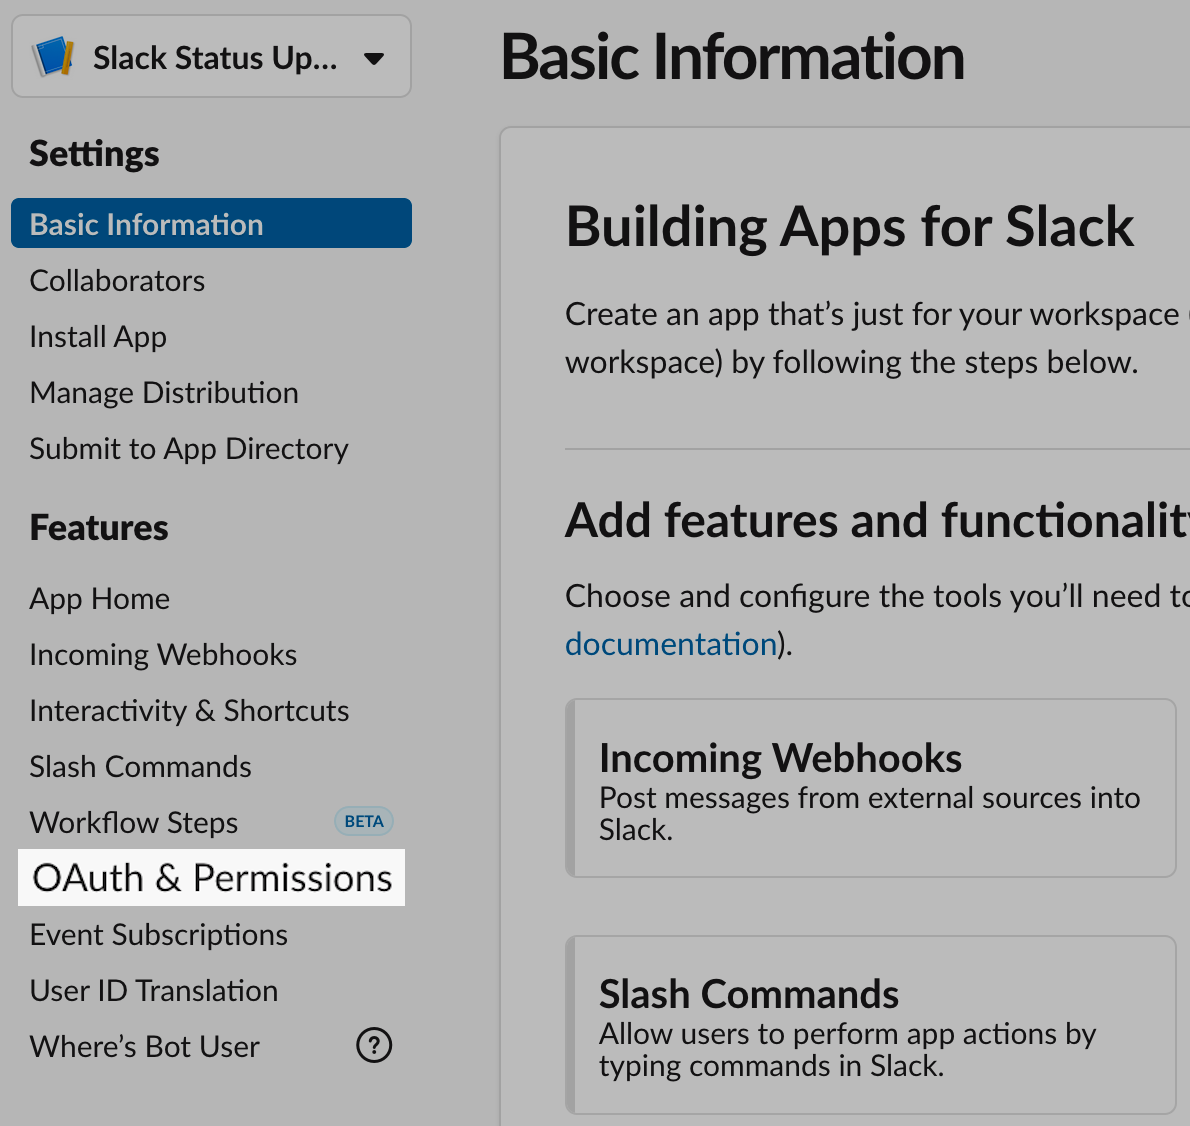 Slack Status Up...
Settings
Basic Information
Collaborators
Install App
Manage Distribution
Submit to App Directory
Features
App Home
Incoming Webhooks
Interactivity & Shortcuts
Slash Commands
Workflow Steps BETA
OAuth & Permissions
Event Subscriptions
User ID Translation
Where’s Bot User ?
Basic Information
Building Apps for Slack
Create an app that’s just for your workspace
workspace) by following the steps below.
Add features and functionality
Choose and configure the tools you’ll need to
documentation).
Incoming Webhooks
Post messages from external sources into
Slack.
Slash Commands
Allow users to perform app actions by
typing commands in Slack.